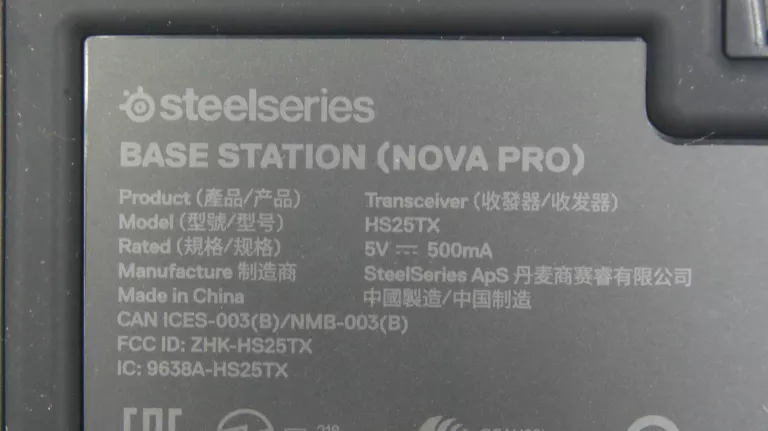 steelseries
BASE STATION (NOVA PRO)
Product (產品/产品) Transceiver (收發器/收发器)
Model (型號/型号) HS25TX
Rated (規格/规格) 5V ⎓ 500mA
Manufacture 制造商 SteelSeries ApS 丹麦商赛睿有限公司
Made in China 中國製造/中国制造
CAN ICES-003(B)/NMB-003(B)
FCC ID: ZHK-HS25TX
IC: 9638A-HS25TX